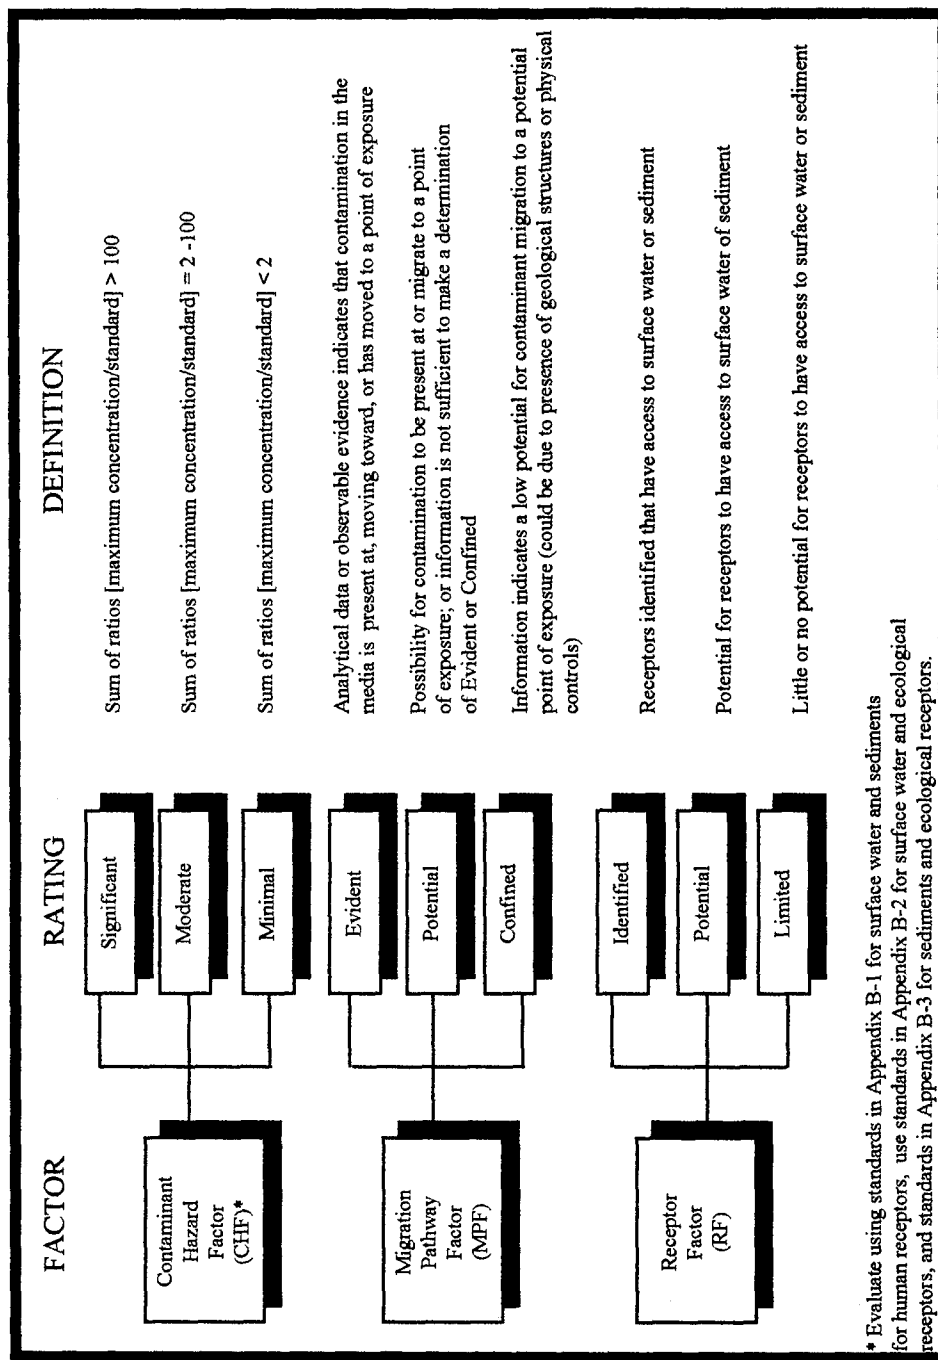 FACTOR
RATING
DEFINITION
Contaminant
Hazard
Factor
(CHF)*
Significant
Sum of ratios [maximum concentration/standard] > 100
Moderate
Sum of ratios [maximum concentration/standard] = 2 -100
Minimal
Sum of ratios [maximum concentration/standard] < 2
Migration
Pathway
Factor
(MPF)
Evident
Analytical data or observable evidence indicates that contamination in the
media is present at, moving toward, or has moved to a point of exposure
Potential
Possibility for contamination to be present at or migrate to a point
of exposure; or information is not sufficient to make a determination
of Evident or Confined
Confined
Information indicates a low potential for contaminant migration to a potential
point of exposure (could be due to presence of geological structures or physical
controls)
Receptor
Factor
(RF)
Identified
Receptors identified that have access to surface water or sediment
Potential
Potential for receptors to have access to surface water of sediment
Limited
Little or no potential for receptors to have access to surface water or sediment
* Evaluate using standards in Appendix B-1 for surface water and sediments
for human receptors, use standards in Appendix B-2 for surface water and ecological
receptors, and standards in Appendix B-3 for sediments and ecological receptors.